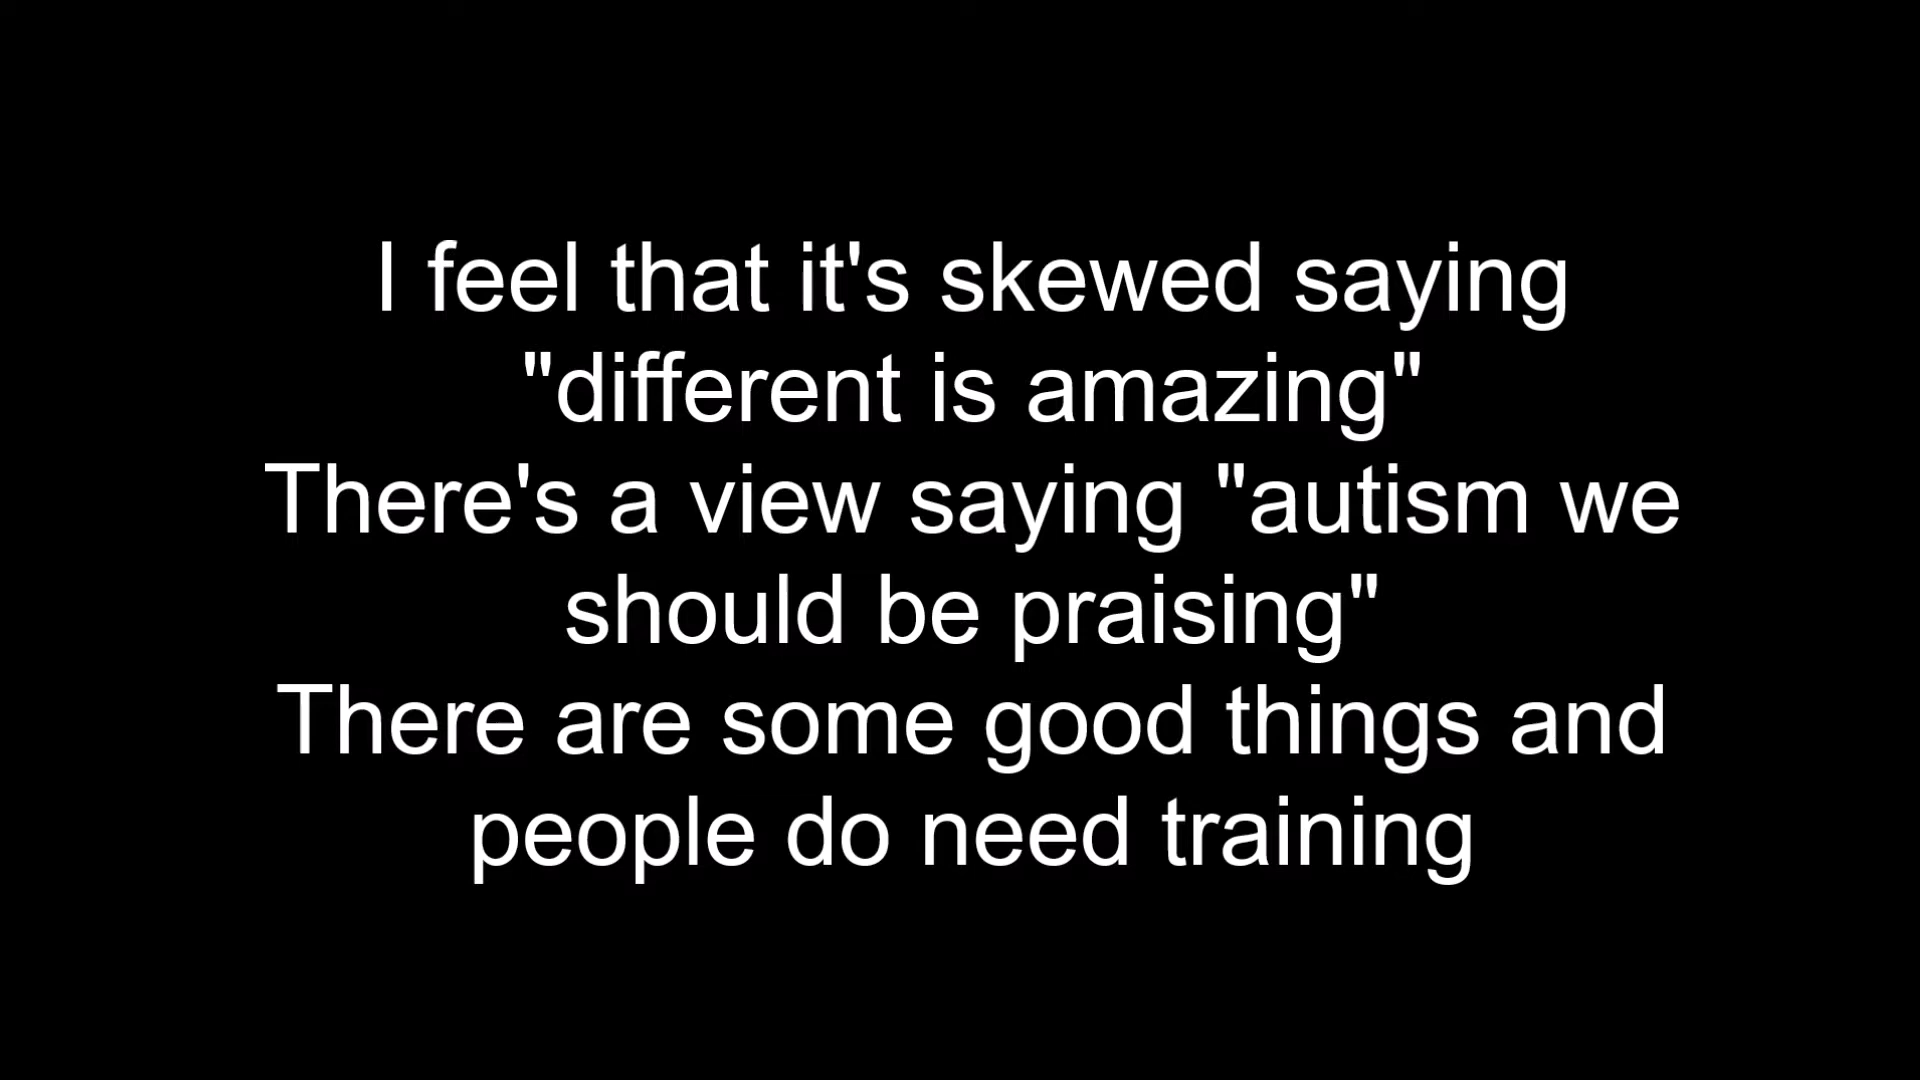 I feel that it's skewed saying
"different is amazing"
There's a view saying "autism we
should be praising"
There are some good things and
people do need training